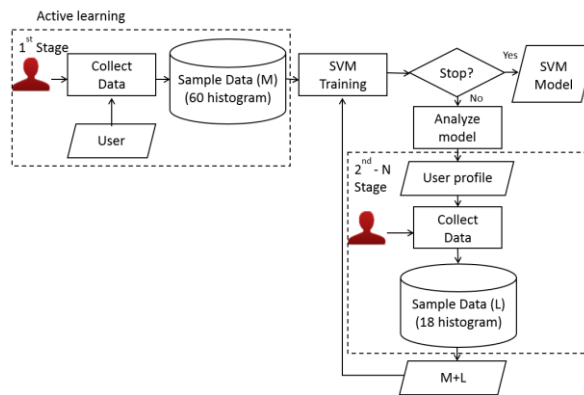 Active learning
1st Stage
Collect
Data
User
Sample Data (M)
(60 histogram)
SVM
Training
Stop?
Yes
SVM
Model
No
Analyze
model
2nd - N
Stage
User profile
Collect
Data
Sample Data (L)
(18 histogram)
M+L